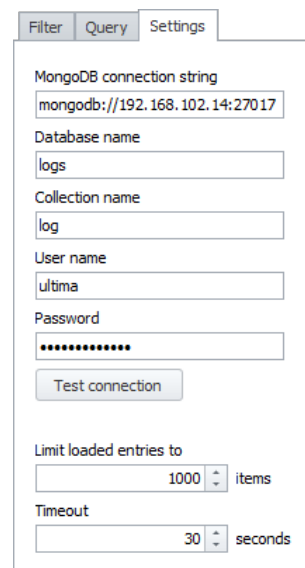 Filter Query Settings
MongoDB connection string
mongodb://192.168.102.14:27017
Database name
logs
Collection name
log
User name
ultima
Password
•••••••••••••
Test connection
Limit loaded entries to
1000 items
Timeout
30 seconds